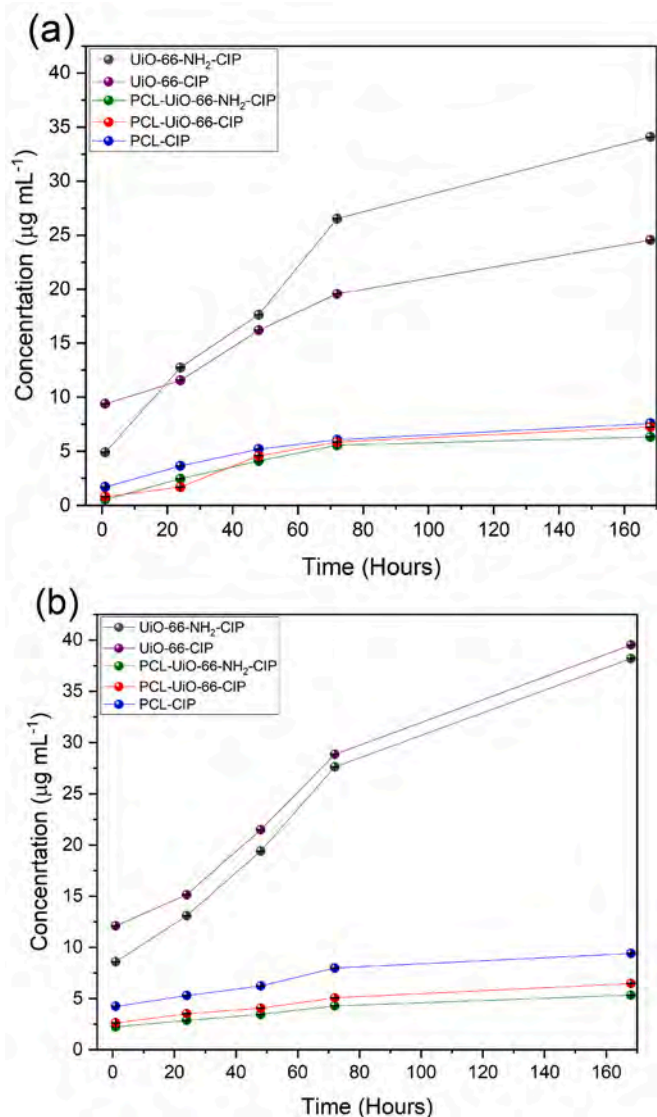 (a)
UiO-66-NH₂-CIP
UiO-66-CIP
PCL-UiO-66-NH₂-CIP
PCL-UiO-66-CIP
PCL-CIP
Concenrtation (µg mL⁻¹)
40
35
30
25
20
15
10
5
0
0 20 40 60 80 100 120 140 160
Time (Hours)
(b)
UiO-66-NH₂-CIP
UiO-66-CIP
PCL-UiO-66-NH₂-CIP
PCL-UiO-66-CIP
PCL-CIP
Concenrtation (µg mL⁻¹)
40
35
30
25
20
15
10
5
0
0 20 40 60 80 100 120 140 160
Time (Hours)